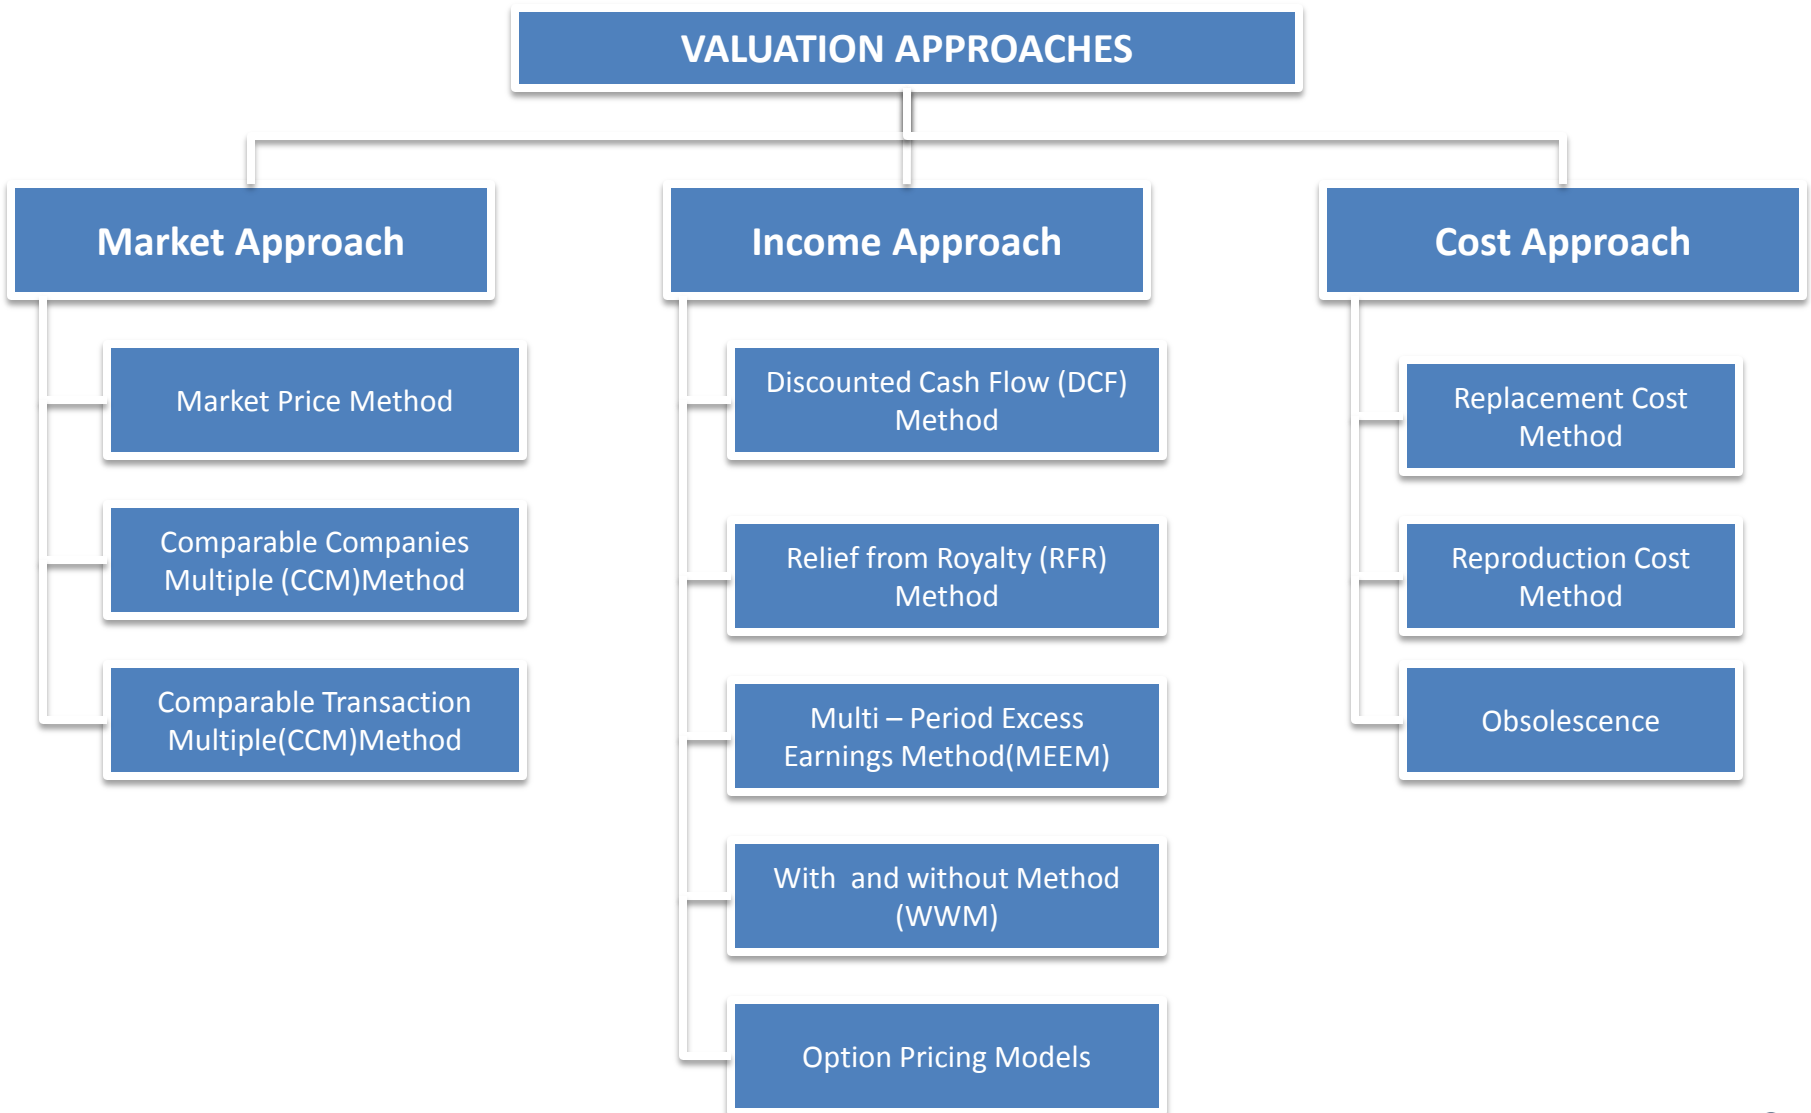 VALUATION APPROACHES
Market Approach
Market Price Method
Comparable Companies
Multiple (CCM)Method
Comparable Transaction
Multiple(CCM)Method
Income Approach
Discounted Cash Flow (DCF)
Method
Relief from Royalty (RFR)
Method
Multi – Period Excess
Earnings Method(MEEM)
With  and without Method
(WWM)
Option Pricing Models
Cost Approach
Replacement Cost
Method
Reproduction Cost
Method
Obsolescence